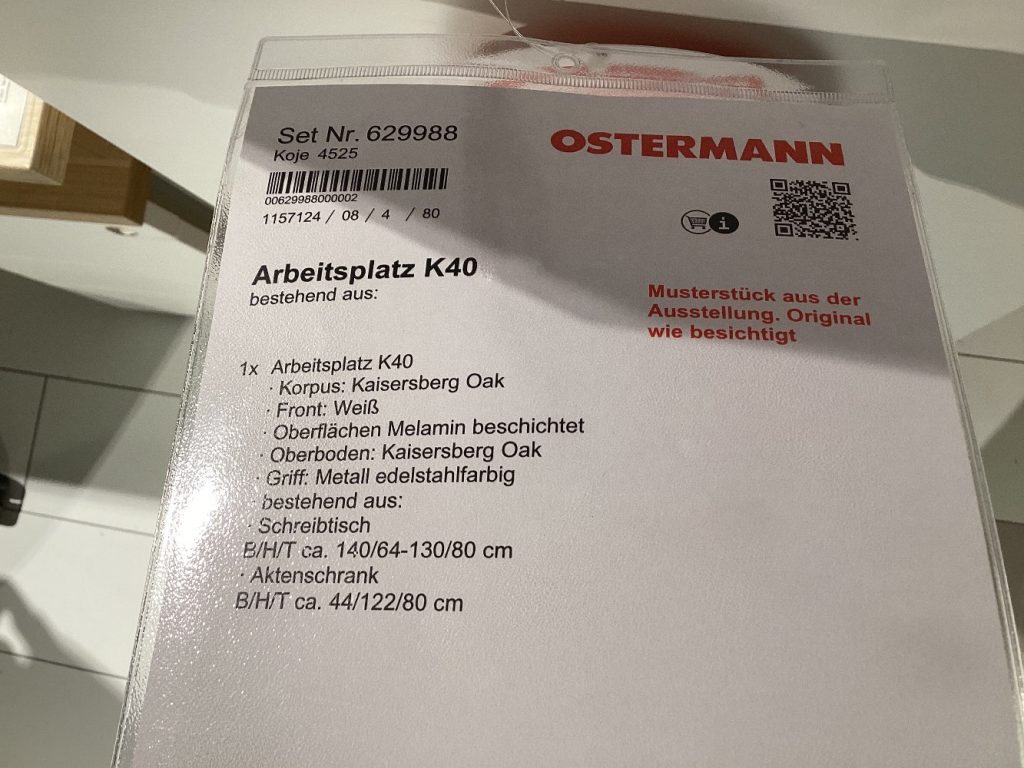 Set Nr. 629988
Koje 4525
00629988000002
1157124 / 08 / 4 / 80
OSTERMANN
i
Arbeitsplatz K40
bestehend aus:
Musterstück aus der
Ausstellung. Original
wie besichtigt
1x Arbeitsplatz K40
· Korpus: Kaisersberg Oak
· Front: Weiß
· Oberflächen Melamin beschichtet
· Oberboden: Kaisersberg Oak
· Griff: Metall edelstahlfarbig
· bestehend aus:
· Schreibtisch
B/H/T ca. 140/64-130/80 cm
· Aktenschrank
B/H/T ca. 44/122/80 cm